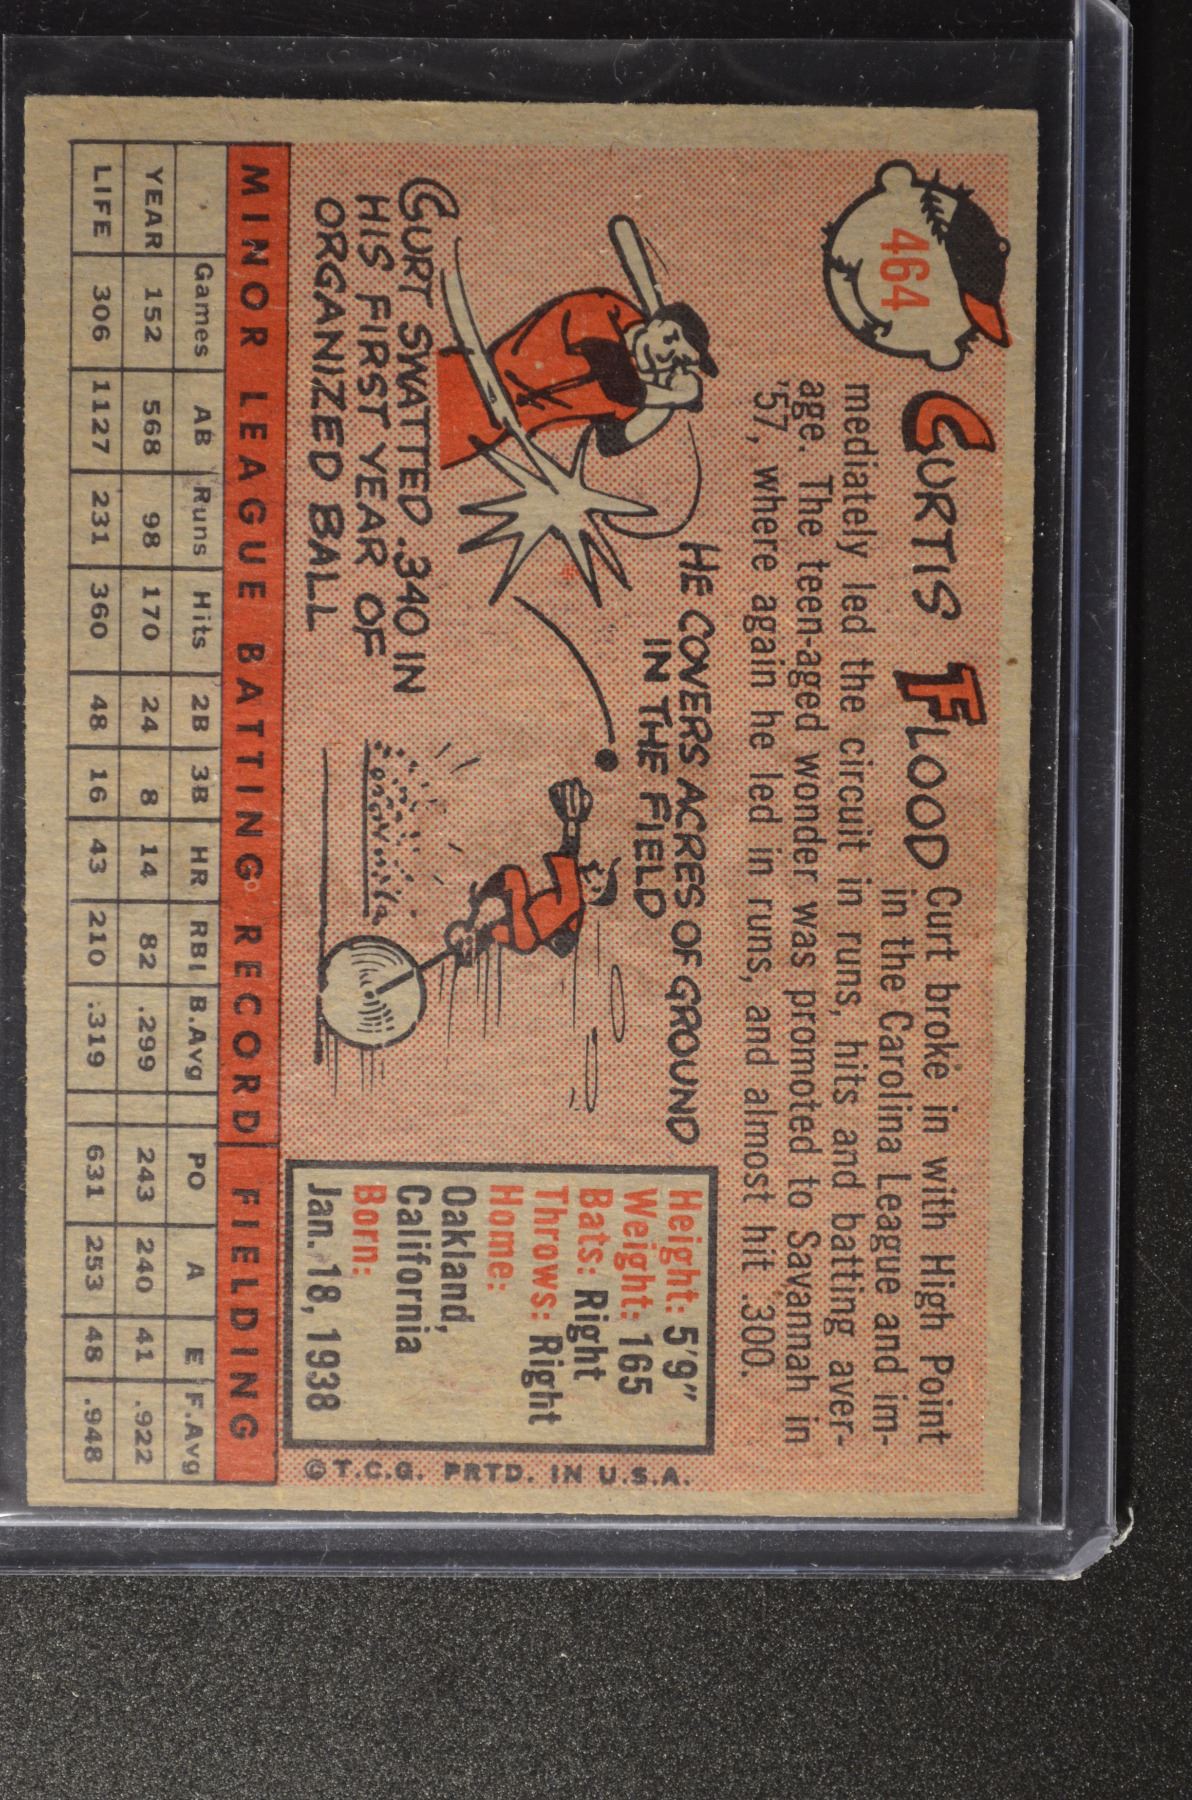 464
CURTIS FLOOD
Curt broke in with High Point
in the Carolina League and im-
mediately led the circuit in runs, hits and batting aver-
age. The teen-aged wonder was promoted to Savannah in
'57, where again he led in runs, and almost hit .300.
HE COVERS ACRES OF GROUND
IN THE FIELD
CURT SWATTED .340 IN
HIS FIRST YEAR OF
ORGANIZED BALL
Height: 5'9"
Weight: 165
Bats: Right
Throws: Right
Home:
Oakland,
California
Born:
Jan. 18, 1938
© T.C.G. PRTD. IN U.S.A.
MINOR LEAGUE BATTING RECORD FIELDING
Games AB Runs Hits 2B 3B HR RBI B.Avg PO A E F.Avg
YEAR 152 568 98 170 24 8 14 82 .299 243 240 41 .922
LIFE 306 1127 231 360 48 16 43 210 .319 631 253 48 .948